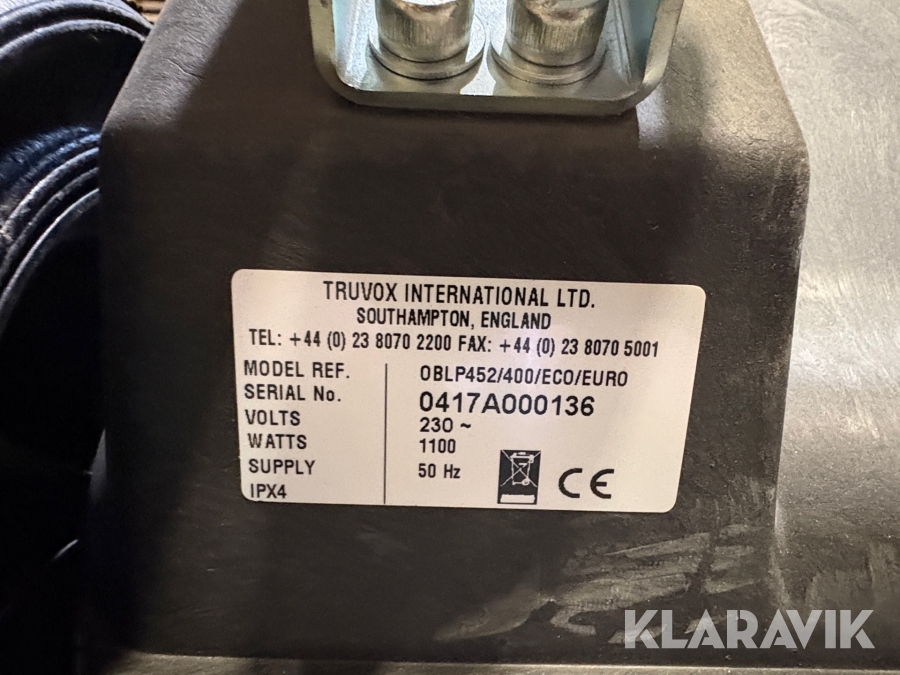 TRUVOX INTERNATIONAL LTD.
SOUTHAMPTON, ENGLAND
TEL: +44 (0) 23 8070 2200 FAX: +44 (0) 23 8070 5001
MODEL REF. OBLP452/400/ECO/EURO
SERIAL No. 0417A000136
VOLTS 230 ~
WATTS 1100
SUPPLY 50 Hz
IPX4
CE
KLARAVIK